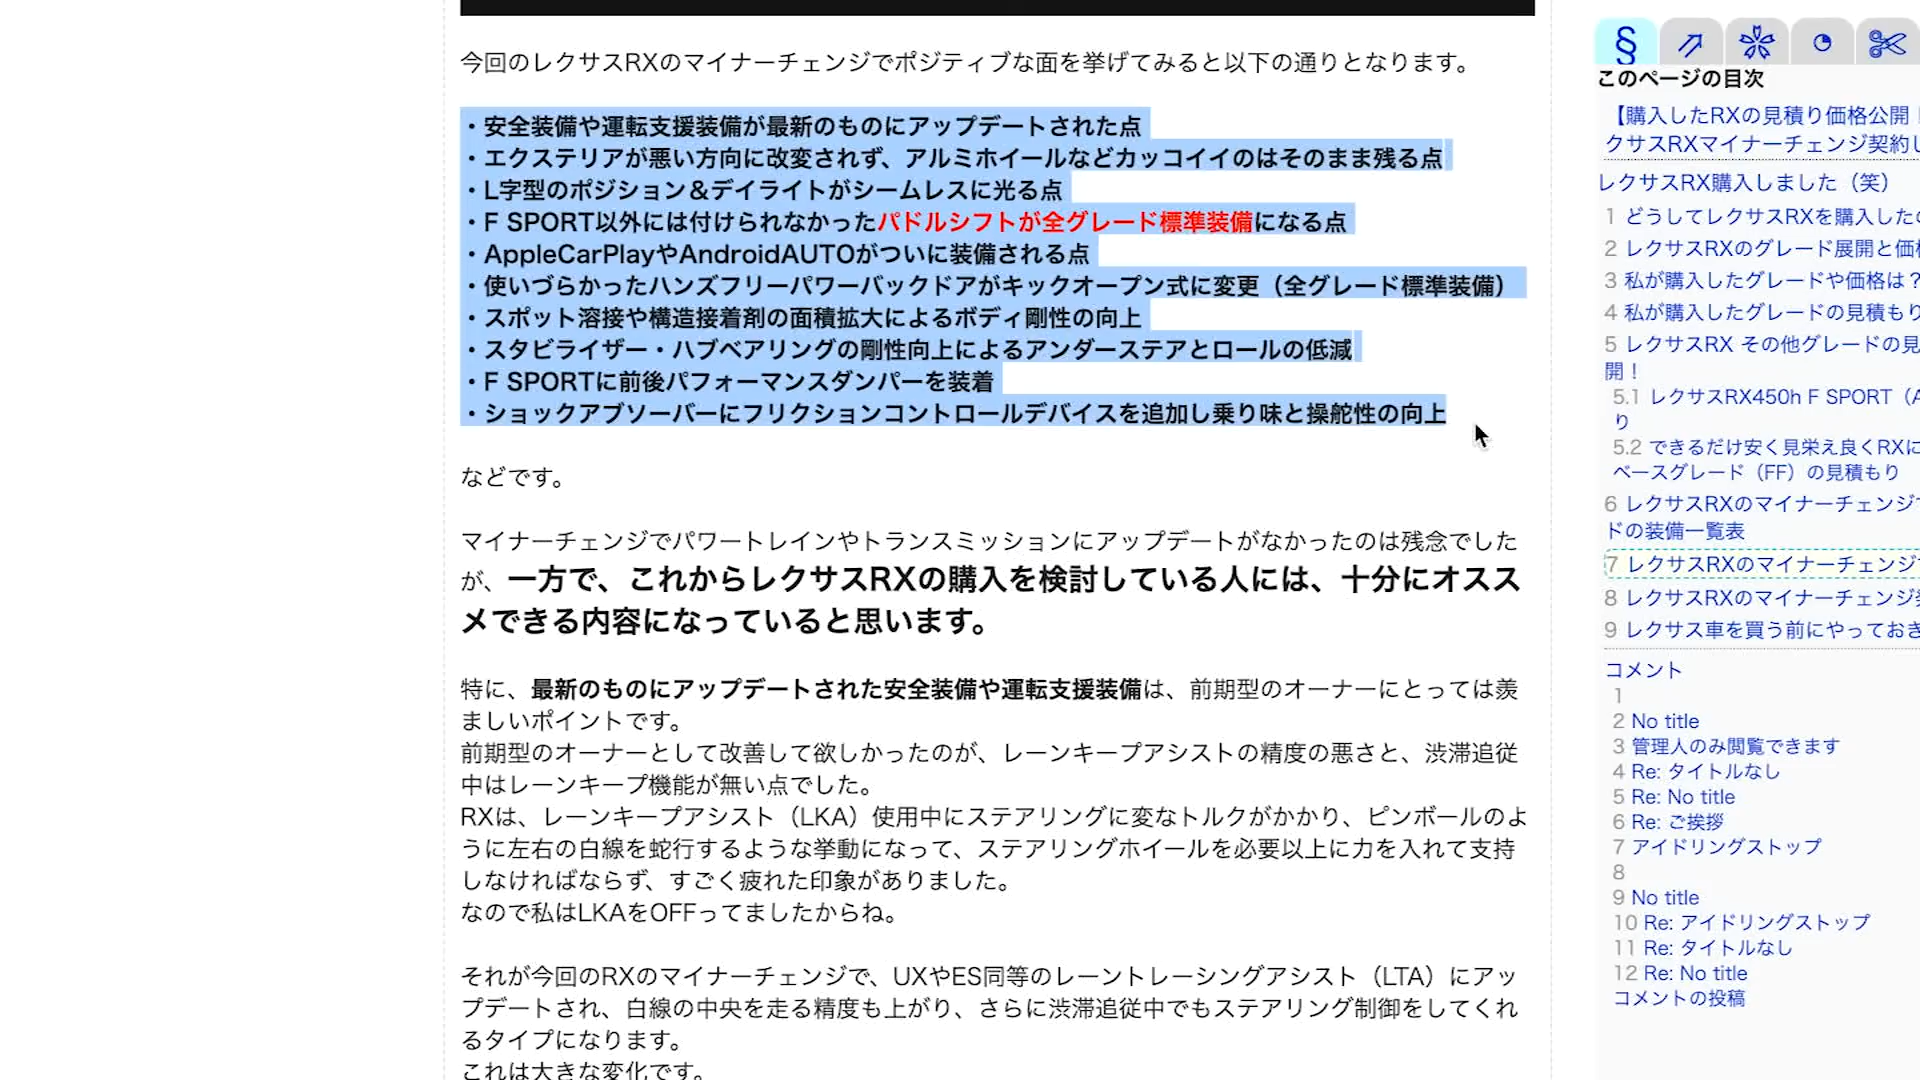 今回のレクサスRXのマイナーチェンジでポジティブな面を挙げてみると以下の通りとなります。
・安全装備や運転支援装備が最新のものにアップデートされた点
・エクステリアが悪い方向に改変されず、アルミホイールなどカッコイイのはそのまま残る点
・L字型のポジション＆デイライトがシームレスに光る点
・F SPORT以外には付けられなかったパドルシフトが全グレード標準装備になる点
・AppleCarPlayやAndroidAUTOがついに装備される点
・使いづらかったハンズフリーパワーバックドアがキックオープン式に変更（全グレード標準装備）
・スポット溶接や構造接着剤の面積拡大によるボディ剛性の向上
・スタビライザー・ハブベアリングの剛性向上によるアンダーステアとロールの低減
・F SPORTに前後パフォーマンスダンパーを装着
・ショックアブソーバーにフリクションコントロールデバイスを追加し乗り味と操舵性の向上
などです。
マイナーチェンジでパワートレインやトランスミッションにアップデートがなかったのは残念でした
が、一方で、これからレクサスRXの購入を検討している人には、十分にオスス
メできる内容になっていると思います。
特に、最新のものにアップデートされた安全装備や運転支援装備は、前期型のオーナーにとっては羨
ましいポイントです。
前期型のオーナーとして改善して欲しかったのが、レーンキープアシストの精度の悪さと、渋滞追従
中はレーンキープ機能が無い点でした。
RXは、レーンキープアシスト（LKA）使用中にステアリングに変なトルクがかかり、ピンボールのよ
うに左右の白線を蛇行するような挙動になって、ステアリングホイールを必要以上に力を入れて支持
しなければならず、すごく疲れた印象がありました。
なので私はLKAをOFFってましたからね。
それが今回のRXのマイナーチェンジで、UXやES同等のレーントレーシングアシスト（LTA）にアッ
プデートされ、白線の中央を走る精度も上がり、さらに渋滞追従中でもステアリング制御をしてくれ
るタイプになります。
これは大きな変化です。
§
このページの目次
【購入したRXの見積り価格公開
クサスRXマイナーチェンジ契約し
レクサスRX購入しました（笑）
1 どうしてレクサスRXを購入した
2 レクサスRXのグレード展開と価
3 私が購入したグレードや価格は？
4 私が購入したグレードの見積もり
5 レクサスRX その他グレードの見
開！
5.1 レクサスRX450h F SPORT（A
り
5.2 できるだけ安く見栄え良くRXに
ベースグレード（FF）の見積もり
6 レクサスRXのマイナーチェンジ
ドの装備一覧表
7 レクサスRXのマイナーチェンジ
8 レクサスRXのマイナーチェンジ
9 レクサス車を買う前にやっておき
コメント
1
2 No title
3 管理人のみ閲覧できます
4 Re: タイトルなし
5 Re: No title
6 Re: ご挨拶
7 アイドリングストップ
8
9 No title
10 Re: アイドリングストップ
11 Re: タイトルなし
12 Re: No title
コメントの投稿